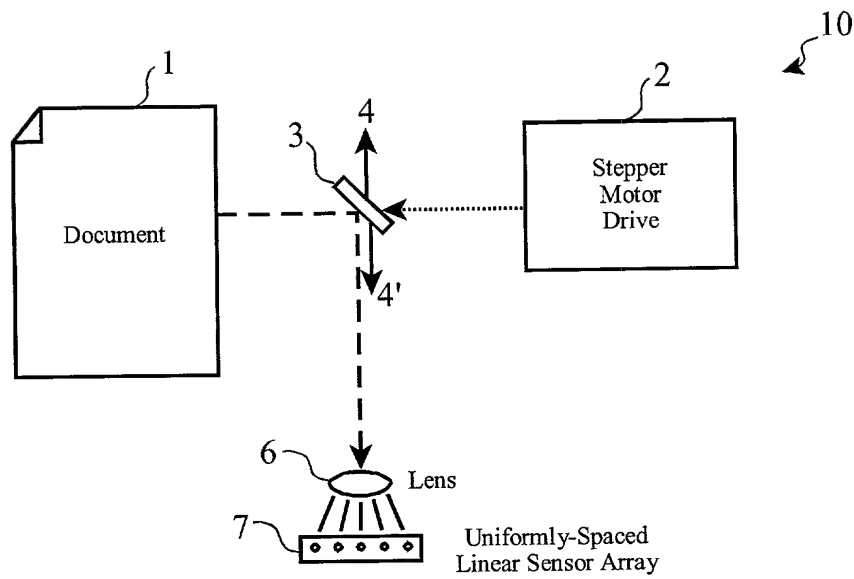 10
1
2
4
3
Stepper
Motor
Drive
Document
4'
6
Lens
7
Uniformly-Spaced
Linear Sensor Array